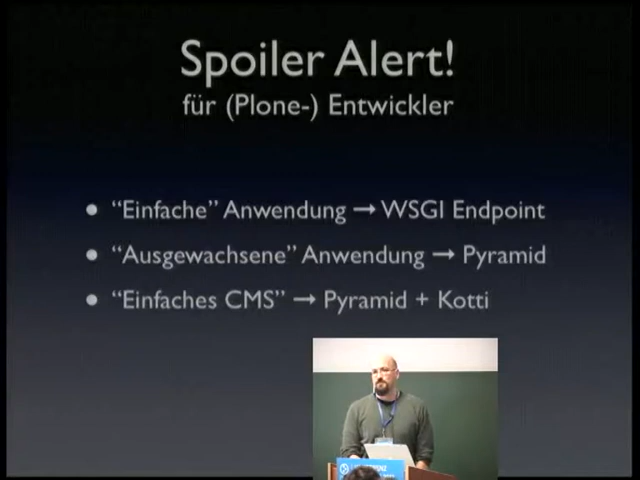 Spoiler Alert!
für (Plone-) Entwickler
• “Einfache” Anwendung → WSGI Endpoint
• “Ausgewachsene” Anwendung → Pyramid
• “Einfaches CMS” → Pyramid + Kotti